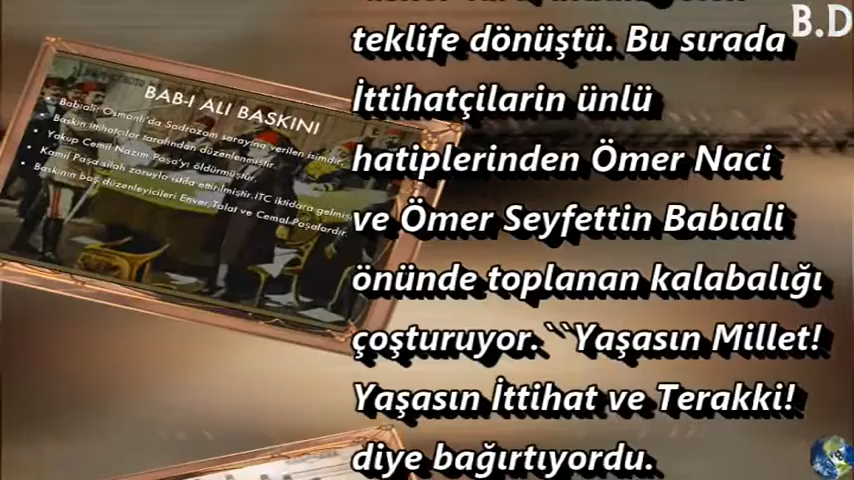 B.D
teklife dönüştü. Bu sırada
İttihatçilarin ünlü
hatiplerinden Ömer Naci
ve Ömer Seyfettin Babıali
önünde toplanan kalabalığı
çoşturuyor.``Yaşasın Millet!
Yaşasın İttihat ve Terakki!
diye bağırtıyordu.
BAB-I ALI BASKINI
• Babıali: Osmanlı'da Sadrazam sarayına verilen isimdir.
• Baskın ittihatçılar tarafından düzenlenmiştir.
• Yakup Cemil Nazım Paşa'yı öldürmüştür.
• Kamil Paşa silah zoruyla istifa ettirilmiştir.İTC iktidara gelmiş
• Baskının baş düzenleyicileri Enver,Talat ve Cemal Paşalardır.